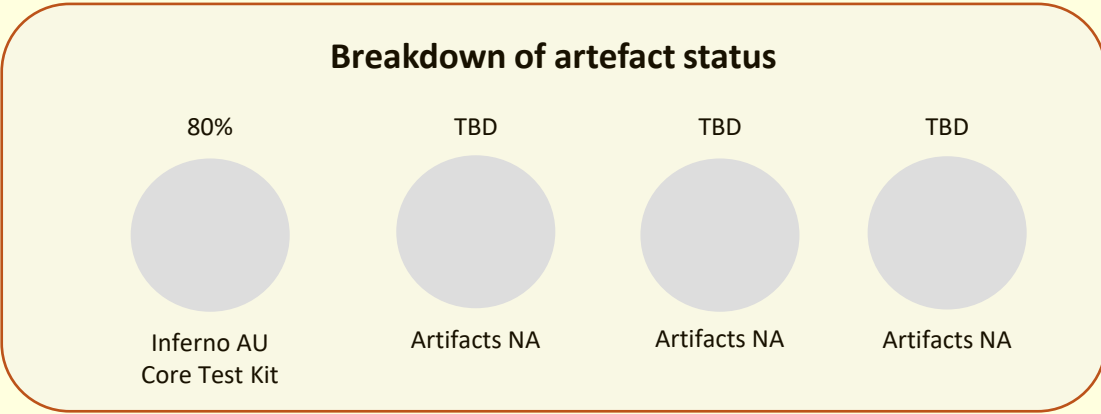 Breakdown of artefact status
80%
TBD
TBD
TBD
Inferno AU
Core Test Kit
Artifacts NA
Artifacts NA
Artifacts NA